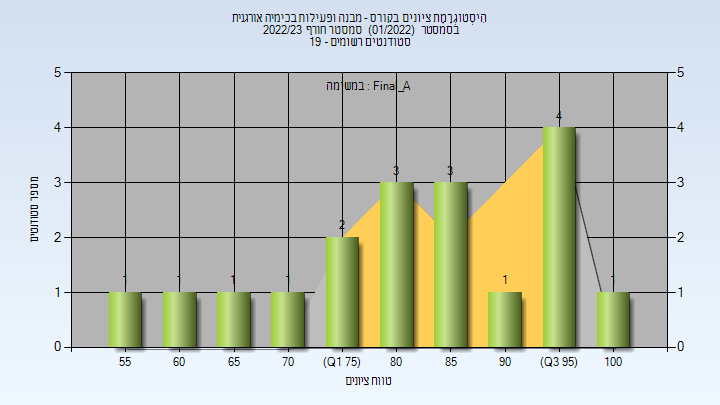 הִיסְטוֹגְרָמַת ציונים בקורס - מבנה ופעילות בכימיה אורגנית
בסמסטר (01/2022) סמסטר חורף 2022/23
סטודנטים רשומים - 19
במשימה : Final_A
5 5
4 4 4
3 3 3 3
2 2 2
1 1 1 1 1 1 1 1
0 0
מספר סטודנטים
55 60 65 70 (Q1 75) 80 85 90 (Q3 95) 100
טווח ציונים